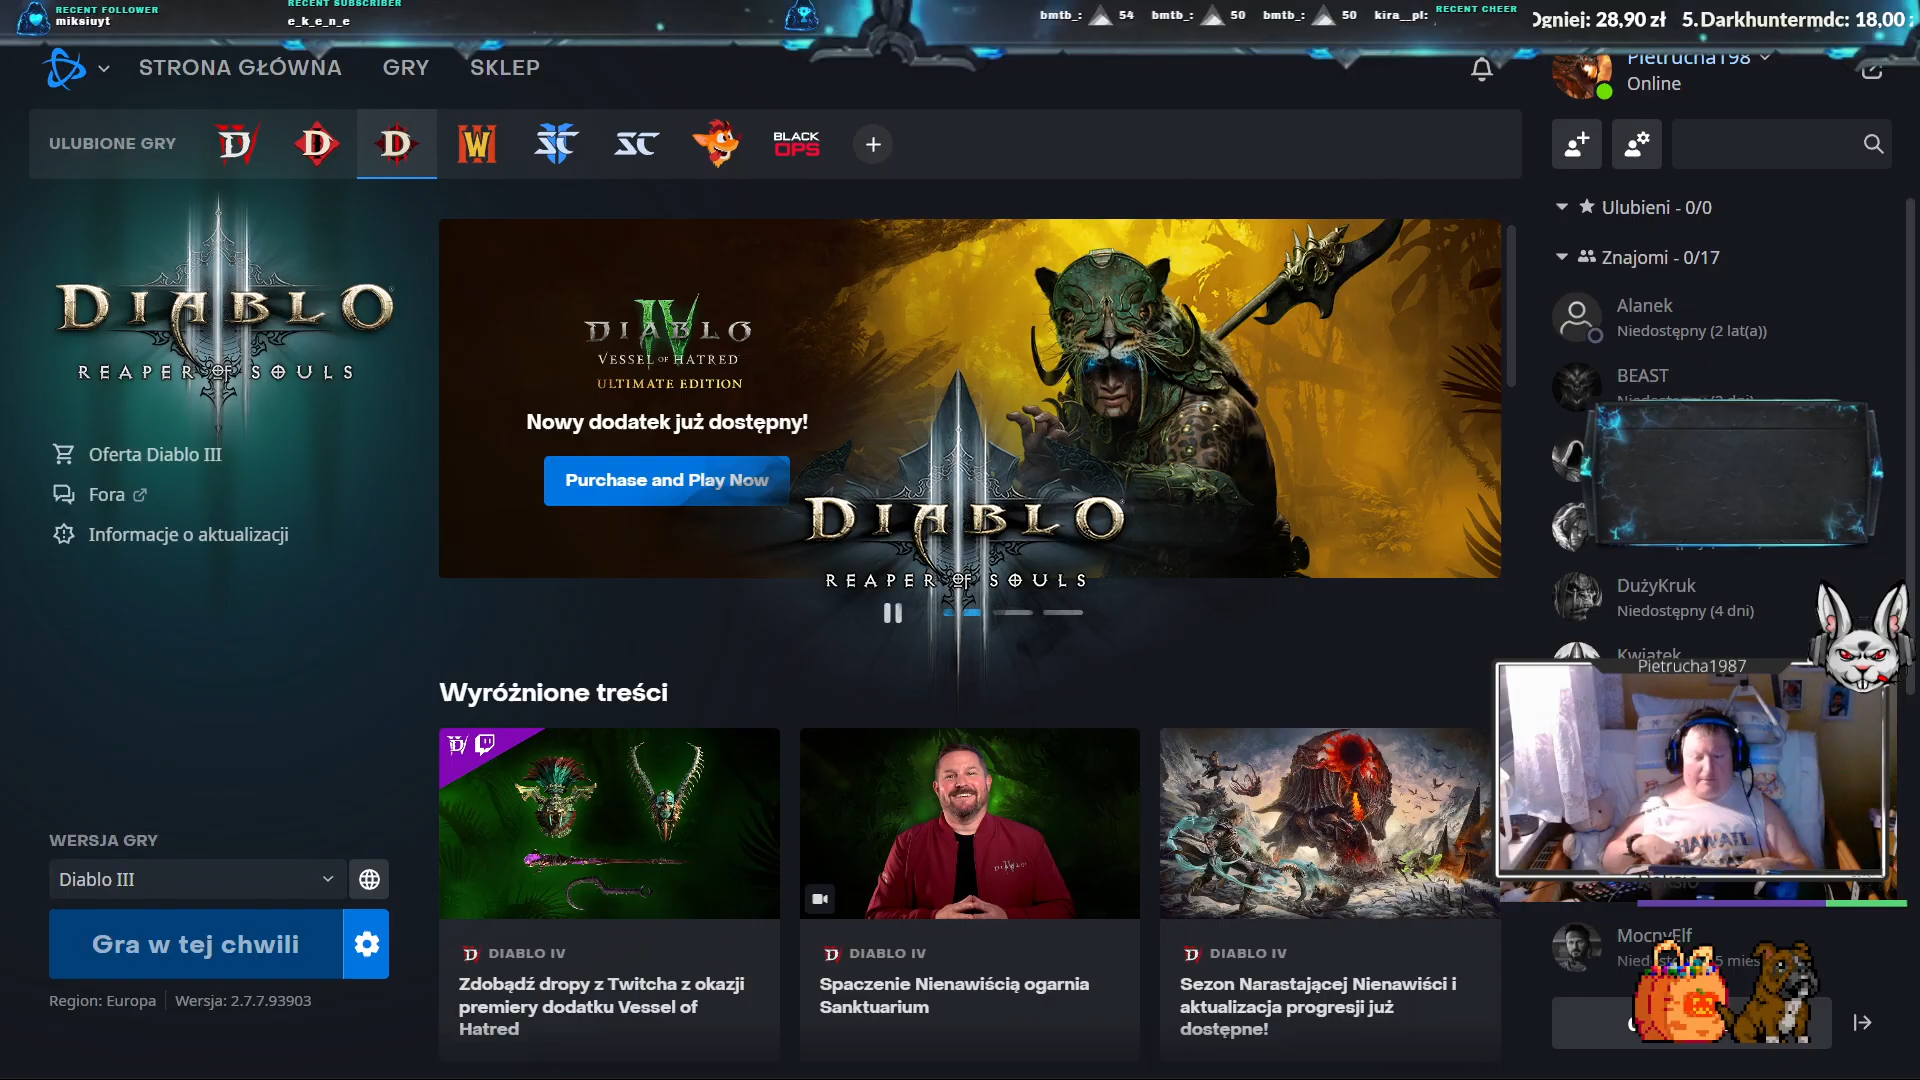 RECENT FOLLOWER
miksiuyt
RECENT SUBSCRIBER
e_k_e_n_e
bmtb_: 54 bmtb_: 50 bmtb_: 50 kira__pl:
RECENT CHEER
Ogniej: 28,90 zł 5. Darkhuntermdc: 18,00
STRONA GŁÓWNA GRY SKLEP
Pietrucha198
Online
ULUBIONE GRY
BLACK OPS
Ulubieni - 0/0
Znajomi - 0/17
Alanek
Niedostępny (2 lat(a))
BEAST
DużyKruk
Niedostępny (4 dni)
Kwiatek
Pietrucha1987
MocnyElf
DIABLO
REAPER OF SOULS
Oferta Diablo III
Fora
Informacje o aktualizacji
DIABLO IV
VESSEL OF HATRED
ULTIMATE EDITION
Nowy dodatek już dostępny!
Purchase and Play Now
DIABLO
REAPER OF SOULS
Wyróżnione treści
DIABLO IV
Zdobądź dropy z Twitcha z okazji
premiery dodatku Vessel of
Hatred
DIABLO IV
Spaczenie Nienawiścią ogarnia
Sanktuarium
DIABLO IV
Sezon Narastającej Nienawiści i
aktualizacja progresji już
dostępne!
WERSJA GRY
Diablo III
Gra w tej chwili
Region: Europa Wersja: 2.7.7.93903